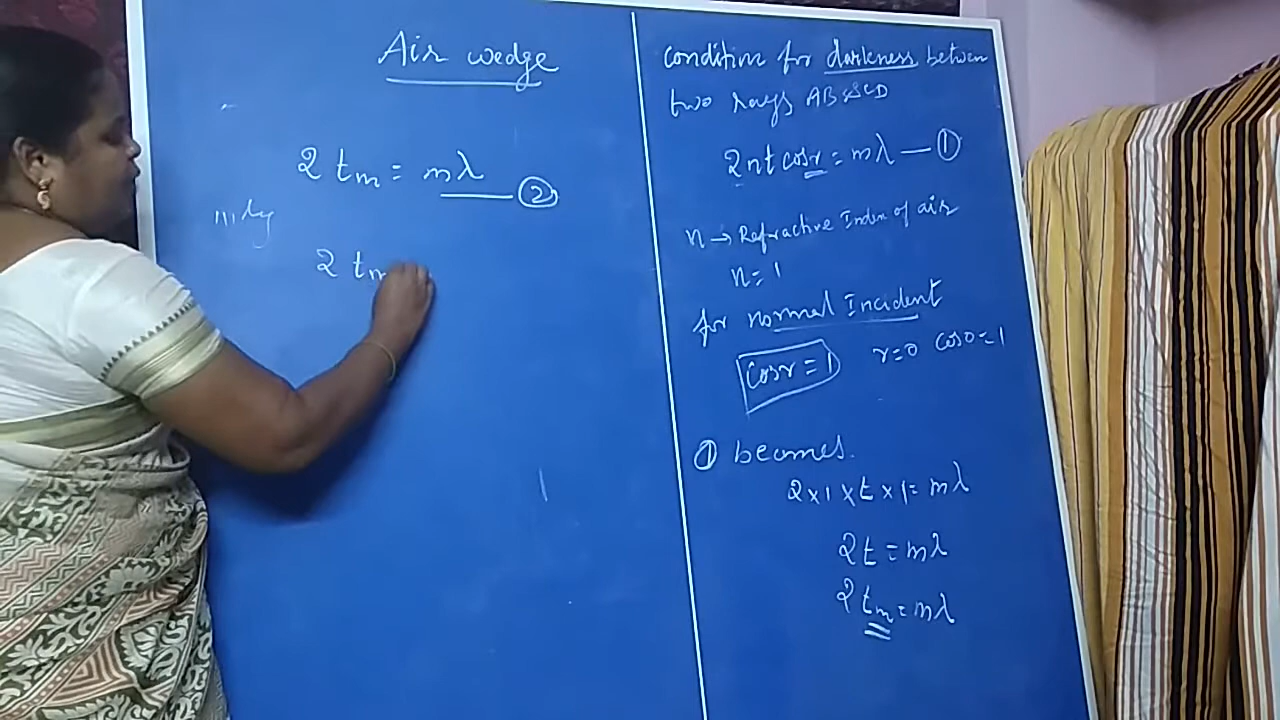 Air wedge
2 tm = mλ
— ②
|||ly
2 tm
condition for darkness between
two rays AB & CD
2nt cosr = mλ — ①
n → Refractive Index of air
n = 1
for normal Incident
cosr = 1 r=0 cos0=1
① becomes.
2 x 1 x t x 1 = mλ
2t = mλ
2tm = mλ